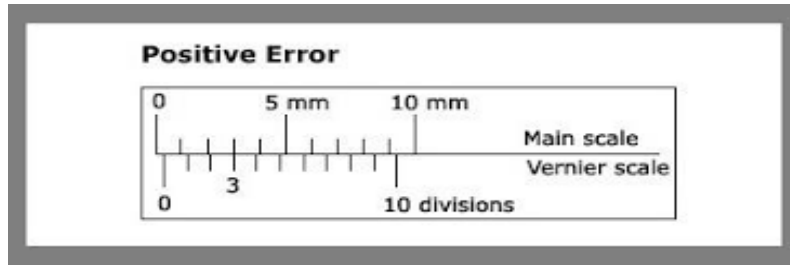 Positive Error
0 5 mm 10 mm
Main scale
Vernier scale
3
0 10 divisions